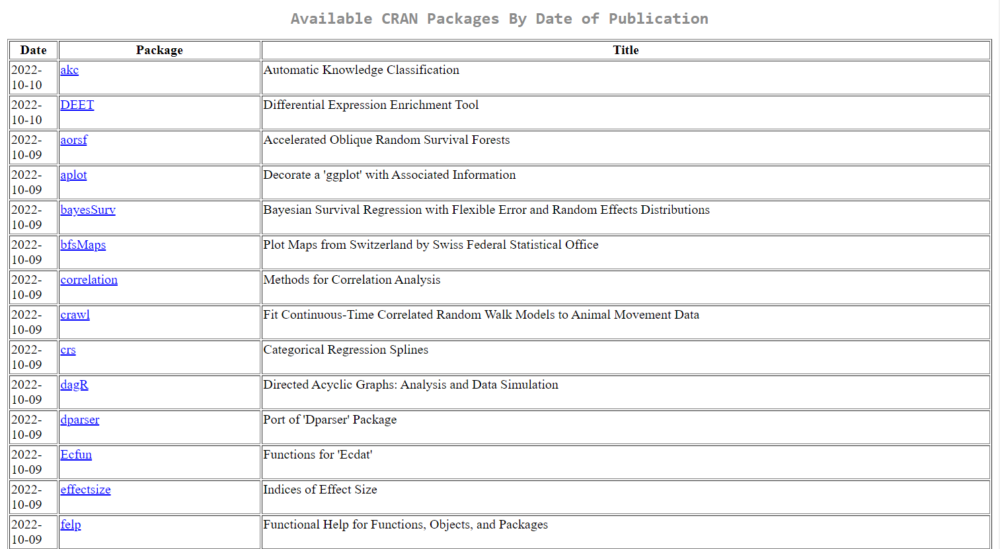 Available CRAN Packages By Date of Publication
Date Package Title
2022- akc Automatic Knowledge Classification
10-10
2022- DEET Differential Expression Enrichment Tool
10-10
2022- aorsf Accelerated Oblique Random Survival Forests
10-09
2022- aplot Decorate a 'ggplot' with Associated Information
10-09
2022- bayesSurv Bayesian Survival Regression with Flexible Error and Random Effects Distributions
10-09
2022- bfsMaps Plot Maps from Switzerland by Swiss Federal Statistical Office
10-09
2022- correlation Methods for Correlation Analysis
10-09
2022- crawl Fit Continuous-Time Correlated Random Walk Models to Animal Movement Data
10-09
2022- crs Categorical Regression Splines
10-09
2022- dagR Directed Acyclic Graphs: Analysis and Data Simulation
10-09
2022- dparser Port of 'Dparser' Package
10-09
2022- Ecfun Functions for 'Ecdat'
10-09
2022- effectsize Indices of Effect Size
10-09
2022- felp Functional Help for Functions, Objects, and Packages
10-09